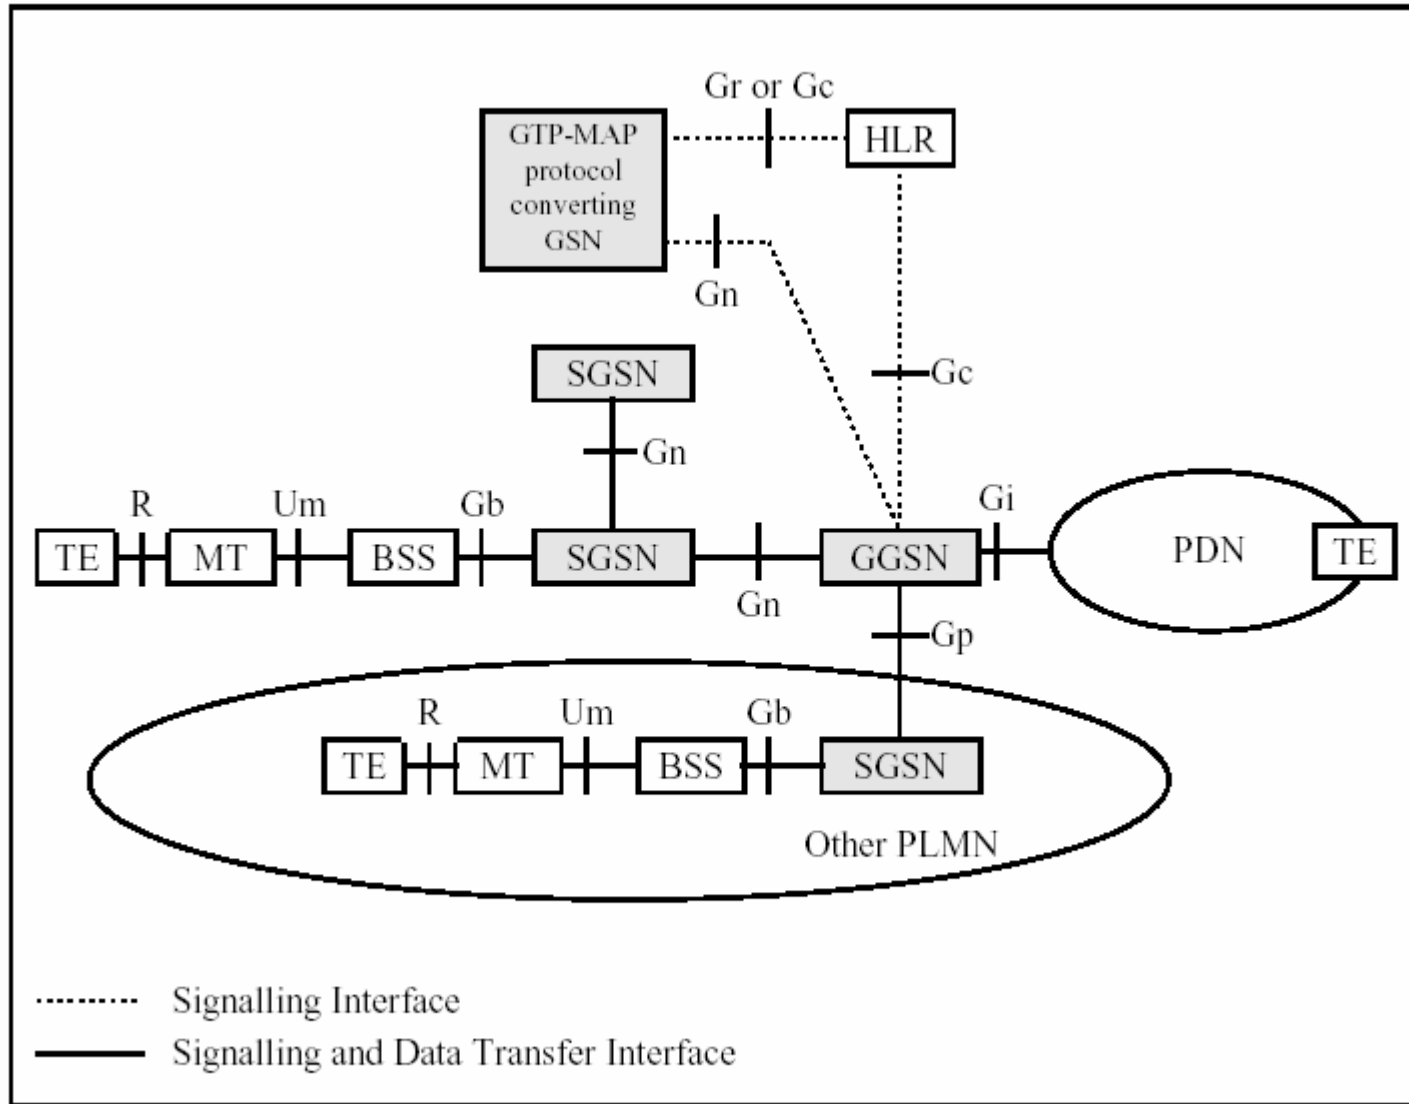 Gr or Gc
GTP-MAP
protocol
converting
GSN
HLR
Gn
SGSN
Gc
Gn
R
Um
Gb
Gi
TE
MT
BSS
SGSN
GGSN
PDN
TE
Gn
Gp
R
Um
Gb
TE
MT
BSS
SGSN
Other PLMN
Signalling Interface
Signalling and Data Transfer Interface